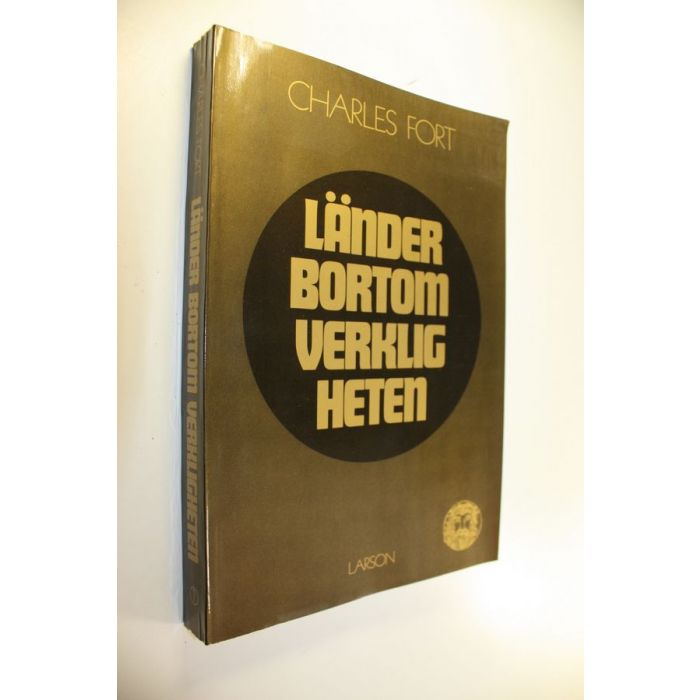 CHARLES FORT
LÄNDER
BORTOM
VERKLIG
HETEN
LARSON
CHARLES FORT LÄNDER BORTOM VERKLIGHETEN